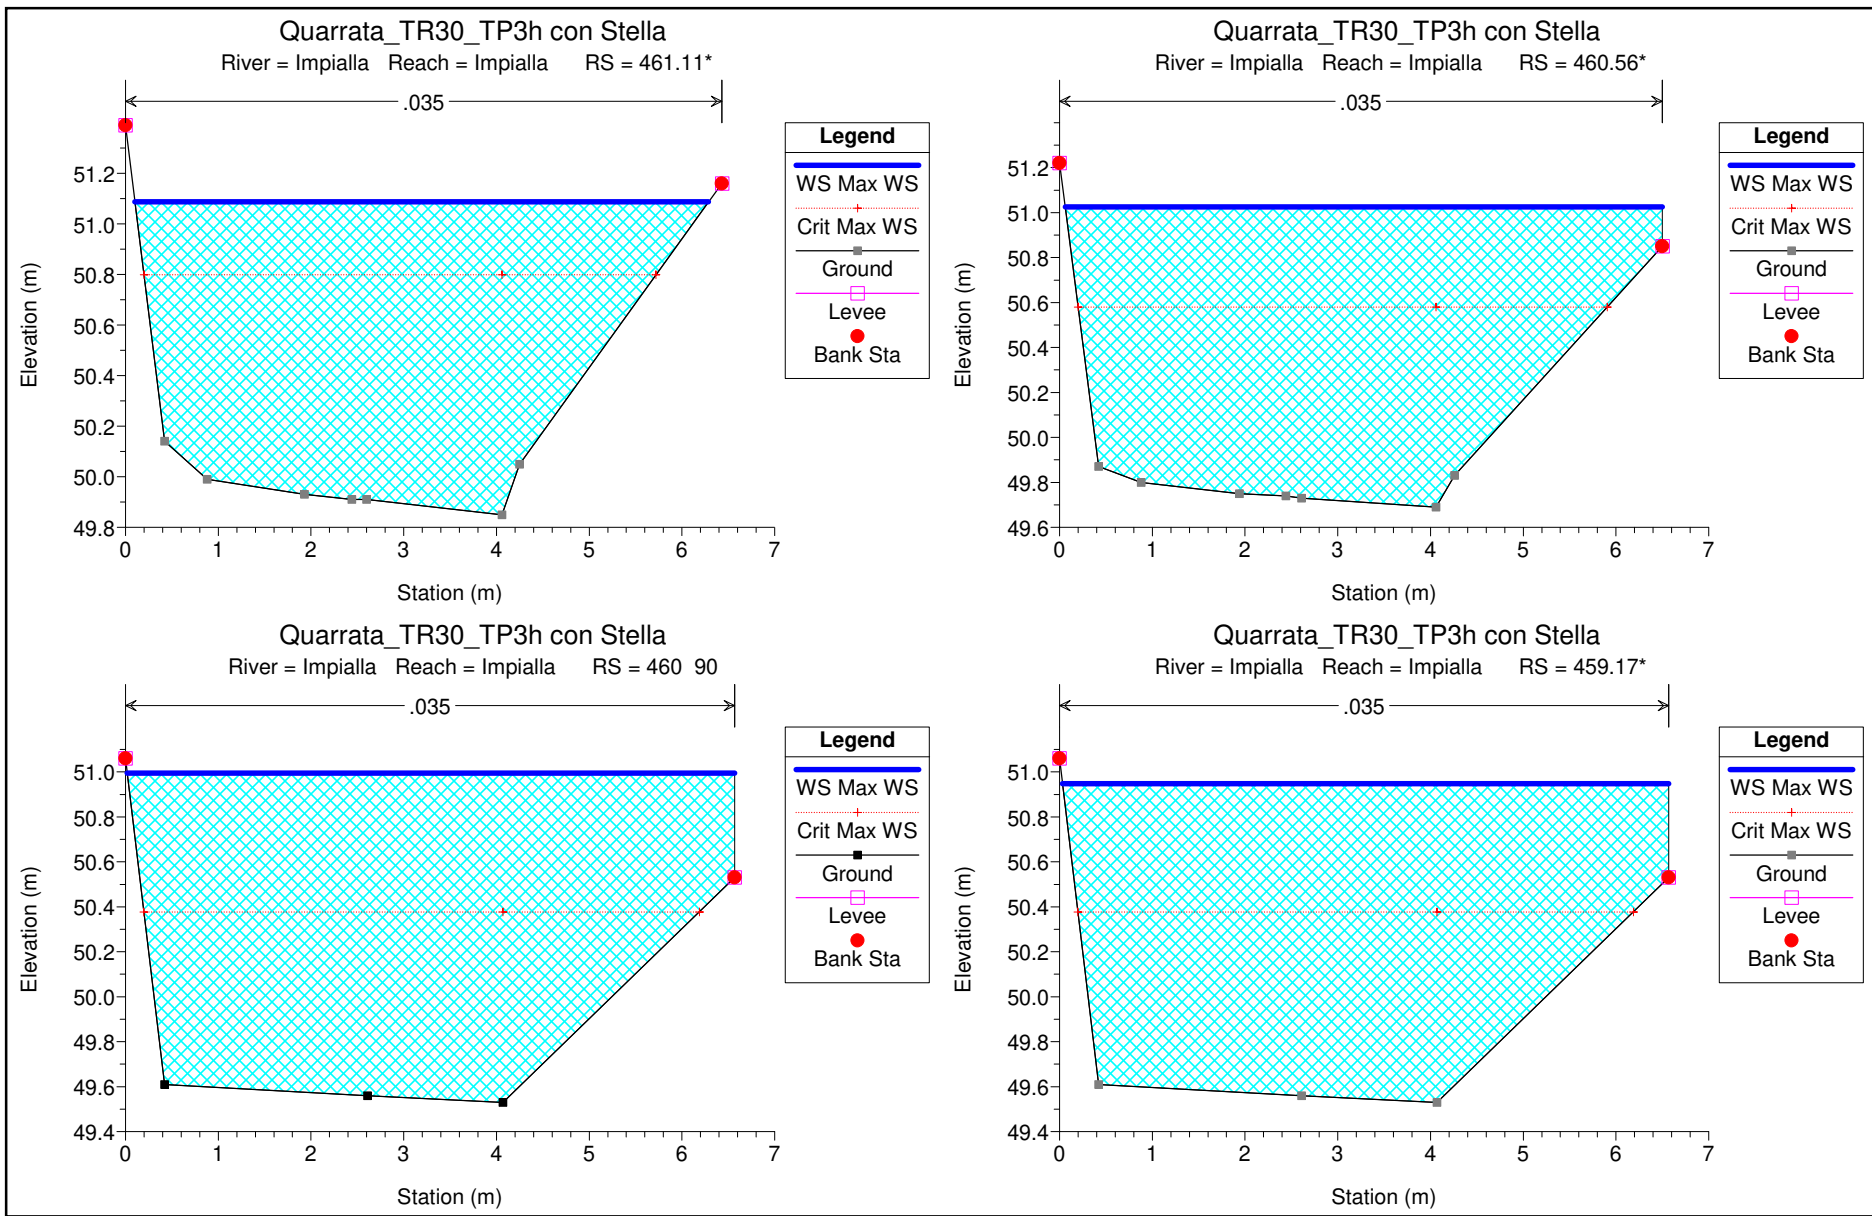 Quarrata_TR30_TP3h con Stella
River = Impialla Reach = Impialla RS = 461.11*
.035
51.2
51.0
50.8
50.6
50.4
50.2
50.0
49.8
0 1 2 3 4 5 6 7
Elevation (m)
Station (m)
Legend
WS Max WS
Crit Max WS
Ground
Levee
Bank Sta
Quarrata_TR30_TP3h con Stella
River = Impialla Reach = Impialla RS = 460.56*
.035
51.2
51.0
50.8
50.6
50.4
50.2
50.0
49.8
49.6
0 1 2 3 4 5 6 7
Elevation (m)
Station (m)
Legend
WS Max WS
Crit Max WS
Ground
Levee
Bank Sta
Quarrata_TR30_TP3h con Stella
River = Impialla Reach = Impialla RS = 460 90
.035
51.0
50.8
50.6
50.4
50.2
50.0
49.8
49.6
49.4
0 1 2 3 4 5 6 7
Elevation (m)
Station (m)
Legend
WS Max WS
Crit Max WS
Ground
Levee
Bank Sta
Quarrata_TR30_TP3h con Stella
River = Impialla Reach = Impialla RS = 459.17*
.035
51.0
50.8
50.6
50.4
50.2
50.0
49.8
49.6
49.4
0 1 2 3 4 5 6 7
Elevation (m)
Station (m)
Legend
WS Max WS
Crit Max WS
Ground
Levee
Bank Sta